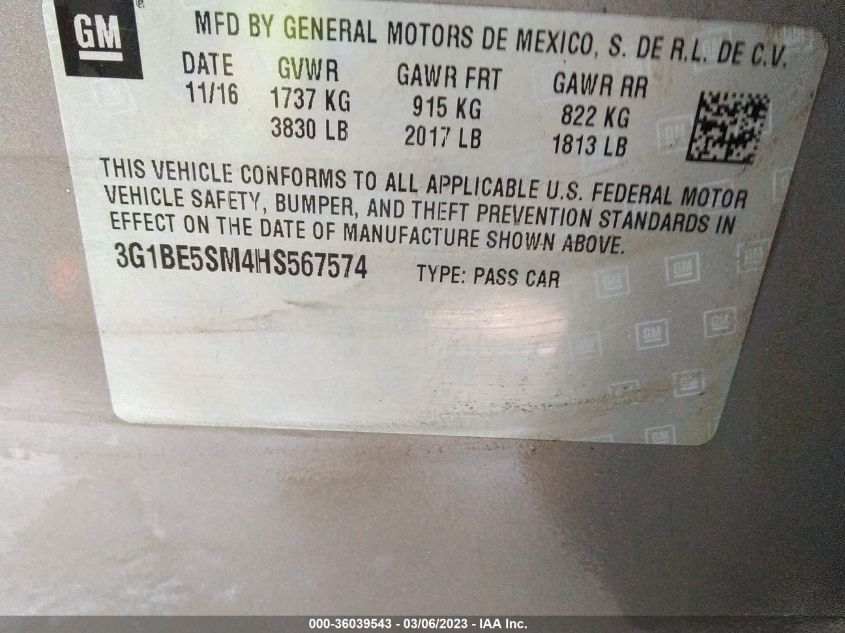 GM ®
MFD BY GENERAL MOTORS DE MEXICO, S. DE R.L. DE C.V.
DATE GVWR GAWR FRT GAWR RR
11/16 1737 KG 915 KG 822 KG
3830 LB 2017 LB 1813 LB
THIS VEHICLE CONFORMS TO ALL APPLICABLE U.S. FEDERAL MOTOR
VEHICLE SAFETY, BUMPER, AND THEFT PREVENTION STANDARDS IN
EFFECT ON THE DATE OF MANUFACTURE SHOWN ABOVE.
3G1BE5SM4HS567574 TYPE: PASS CAR
000-36039543 - 03/06/2023 - IAA Inc.